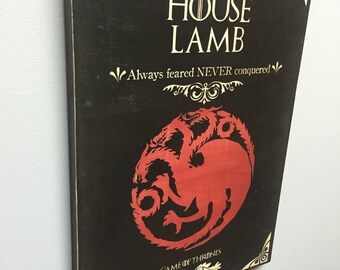 HOUSE
LAMB
Always feared NEVER conquered
GAME OF THRONES